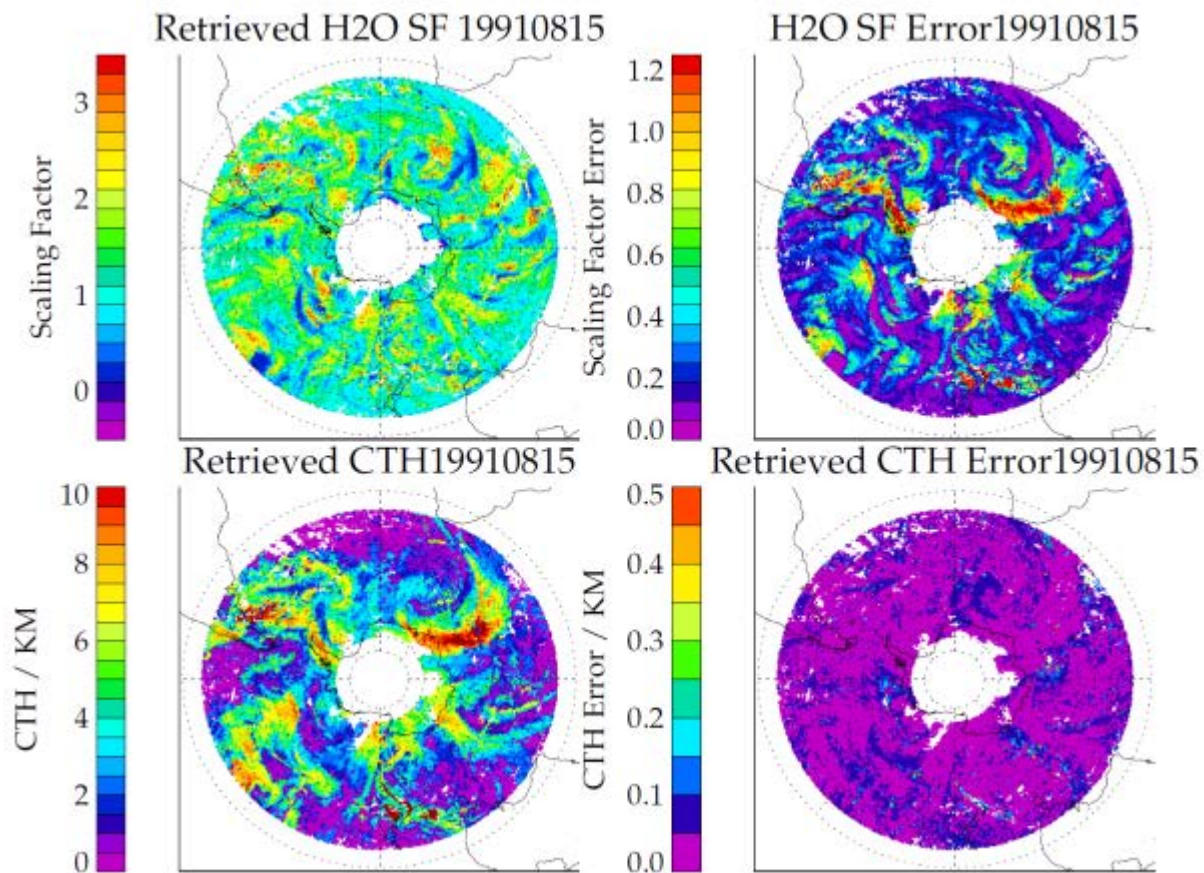 Retrieved H2O SF 19910815
Scaling Factor
3
2
1
0
H2O SF Error19910815
Scaling Factor Error
1.2
1.0
0.8
0.6
0.4
0.2
0.0
Retrieved CTH19910815
CTH / KM
10
8
6
4
2
0
Retrieved CTH Error19910815
CTH Error / KM
0.5
0.4
0.3
0.2
0.1
0.0